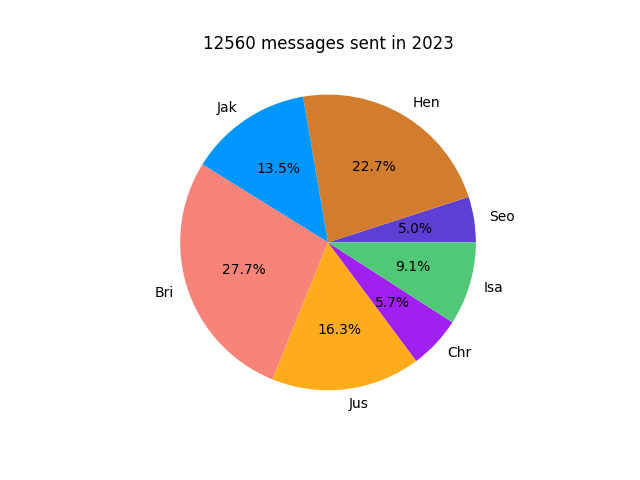 12560 messages sent in 2023
Hen
Jak
22.7%
13.5%
Seo
5.0%
9.1%
27.7%
Isa
Bri
5.7%
16.3%
Chr
Jus